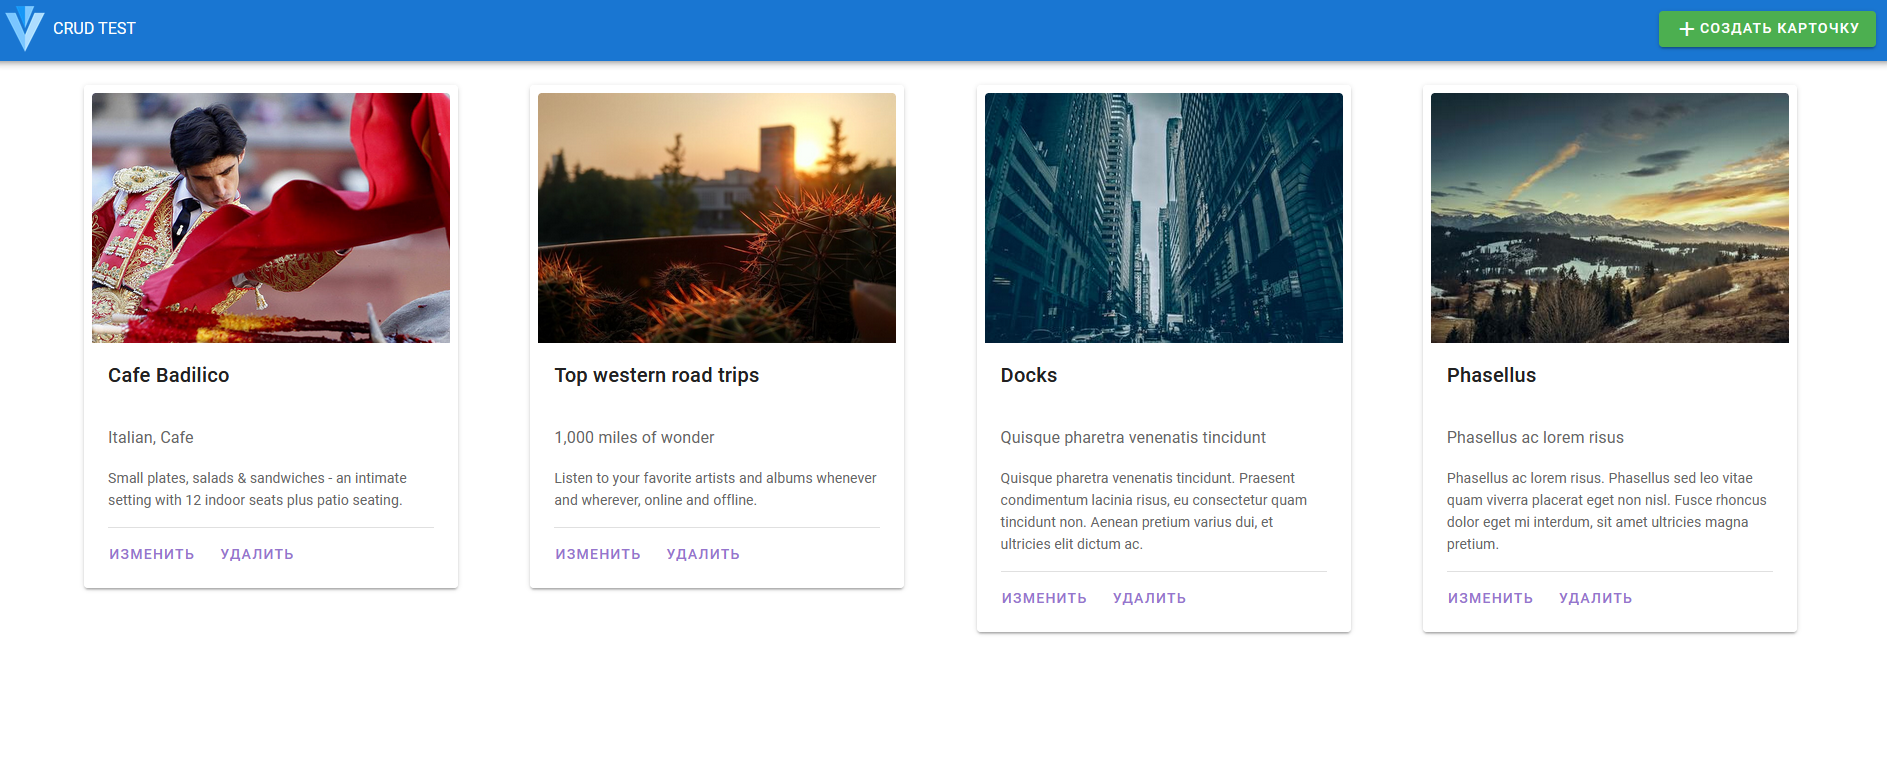 CRUD TEST
+ СОЗДАТЬ КАРТОЧКУ
Cafe Badilico
Italian, Cafe
Small plates, salads & sandwiches - an intimate
setting with 12 indoor seats plus patio seating.
ИЗМЕНИТЬ УДАЛИТЬ
Top western road trips
1,000 miles of wonder
Listen to your favorite artists and albums whenever
and wherever, online and offline.
ИЗМЕНИТЬ УДАЛИТЬ
Docks
Quisque pharetra venenatis tincidunt
Quisque pharetra venenatis tincidunt. Praesent
condimentum lacinia risus, eu consectetur quam
tincidunt non. Aenean pretium varius dui, et
ultricies elit dictum ac.
ИЗМЕНИТЬ УДАЛИТЬ
Phasellus
Phasellus ac lorem risus
Phasellus ac lorem risus. Phasellus sed leo vitae
quam viverra placerat eget non nisl. Fusce rhoncus
dolor eget mi interdum, sit amet ultricies magna
pretium.
ИЗМЕНИТЬ УДАЛИТЬ